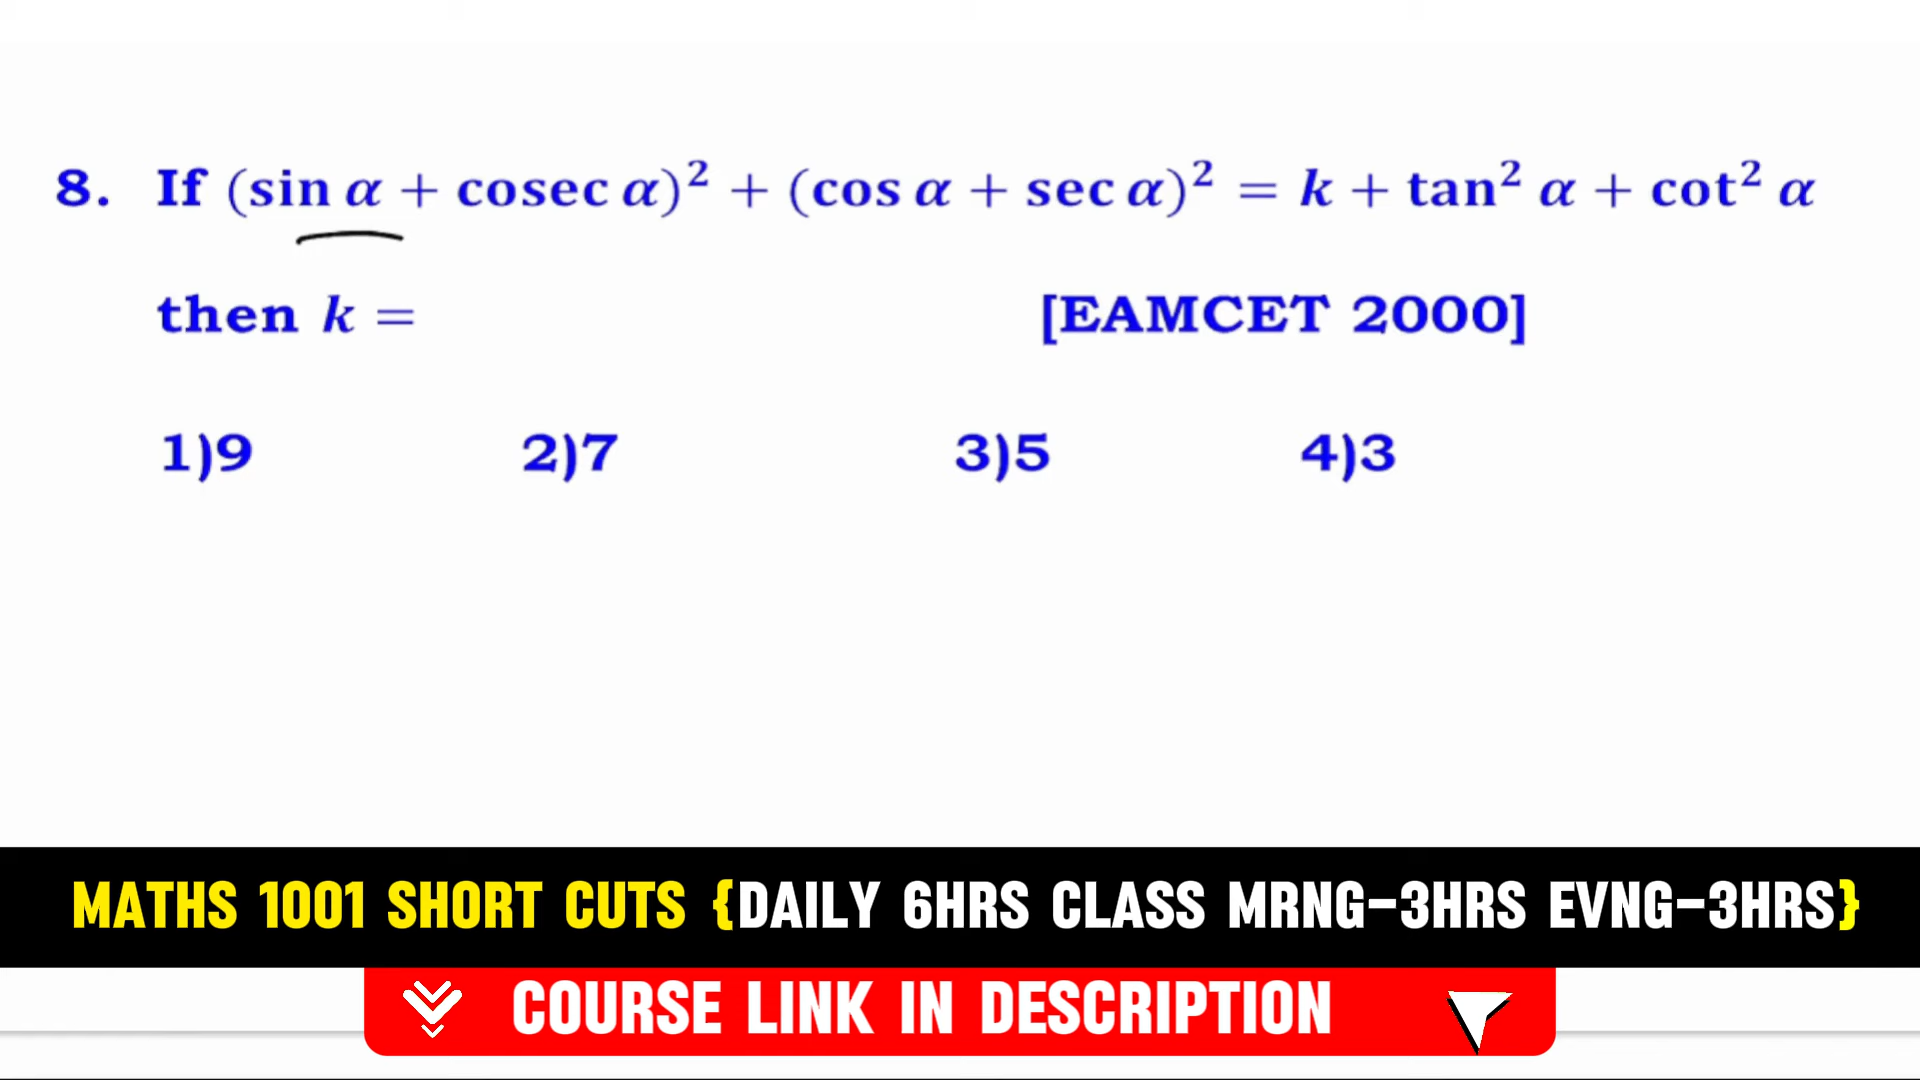 8. If (sin α + cosec α)² + (cos α + sec α)² = k + tan² α + cot² α
then k = [EAMCET 2000]
1)9 2)7 3)5 4)3
MATHS 1001 SHORT CUTS {DAILY 6HRS CLASS MRNG-3HRS EVNG-3HRS}
COURSE LINK IN DESCRIPTION